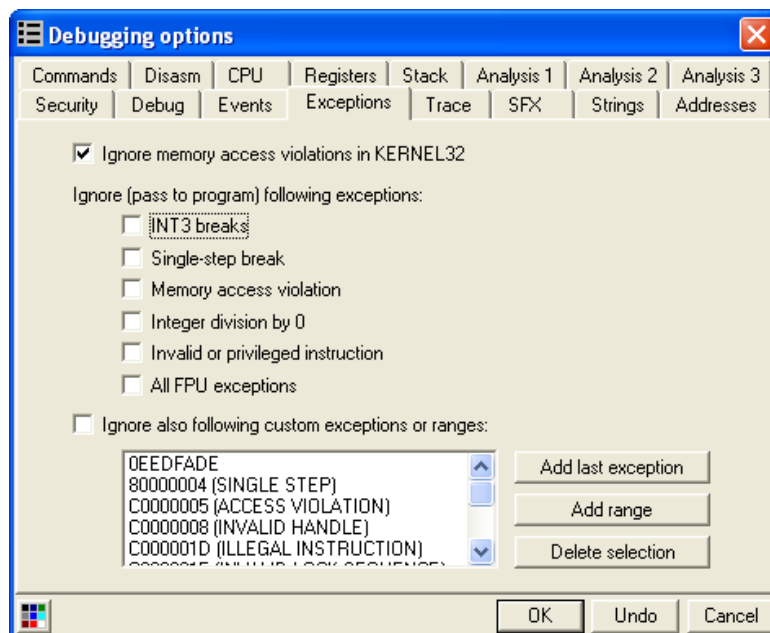 Debugging options
Commands Disasm CPU Registers Stack Analysis 1 Analysis 2 Analysis 3
Security Debug Events Exceptions Trace SFX Strings Addresses
Ignore memory access violations in KERNEL32
Ignore (pass to program) following exceptions:
INT3 breaks
Single-step break
Memory access violation
Integer division by 0
Invalid or privileged instruction
All FPU exceptions
Ignore also following custom exceptions or ranges:
0EEDFADE
80000004 (SINGLE STEP)
C0000005 (ACCESS VIOLATION)
C0000008 (INVALID HANDLE)
C000001D (ILLEGAL INSTRUCTION)
C000001E (INVALID LOCK SEQUENCE)
Add last exception
Add range
Delete selection
OK Undo Cancel